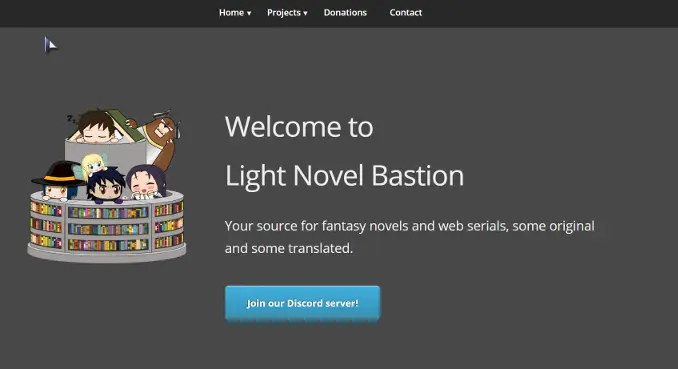 Home ▾ Projects ▾ Donations Contact
Welcome to
Light Novel Bastion
Your source for fantasy novels and web serials, some original
and some translated.
Join our Discord server!